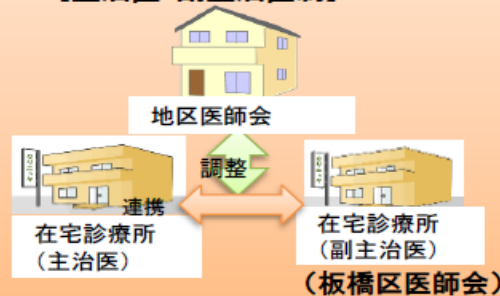 地区医師会
調整
連携
在宅診療所
（主治医）
在宅診療所
（副主治医）
（板橋区医師会）